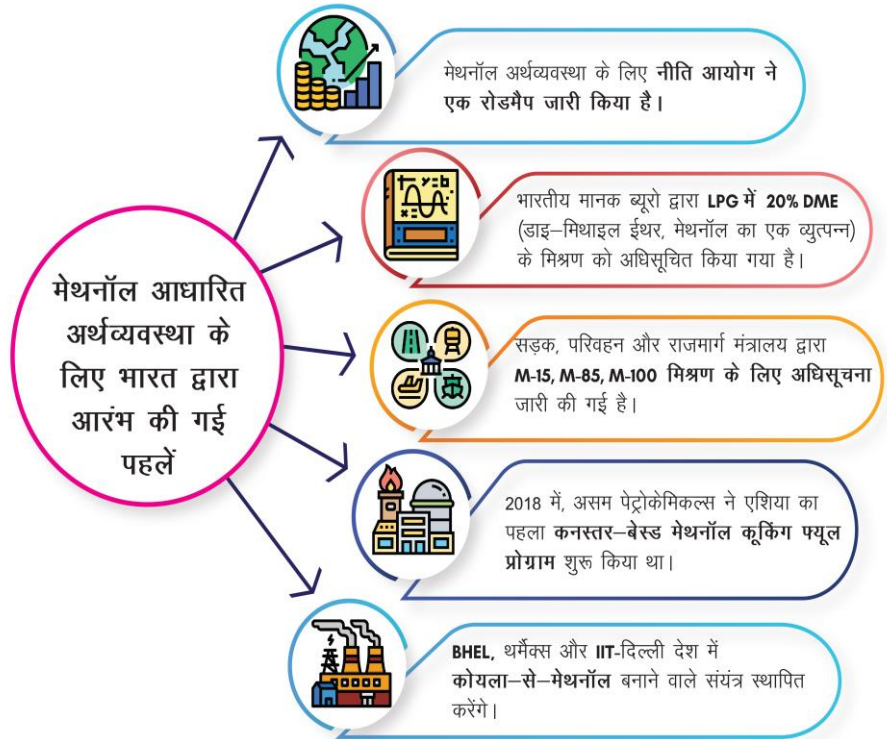 मेथनॉल आधारित
अर्थव्यवस्था के
लिए भारत द्वारा
आरंभ की गई
पहलें
मेथनॉल अर्थव्यवस्था के लिए नीति आयोग ने
एक रोडमैप जारी किया है।
भारतीय मानक ब्यूरो द्वारा LPG में 20% DME
(डाइ–मिथाइल ईथर, मेथनॉल का एक व्युत्पन्न)
के मिश्रण को अधिसूचित किया गया है।
सड़क, परिवहन और राजमार्ग मंत्रालय द्वारा
M-15, M-85, M-100 मिश्रण के लिए अधिसूचना
जारी की गई है।
2018 में, असम पेट्रोकेमिकल्स ने एशिया का
पहला कनस्तर–बेस्ड मेथनॉल कूकिंग फ्यूल
प्रोग्राम शुरू किया था।
BHEL, थर्मैक्स और IIT-दिल्ली देश में
कोयला–से–मेथनॉल बनाने वाले संयंत्र स्थापित
करेंगे।